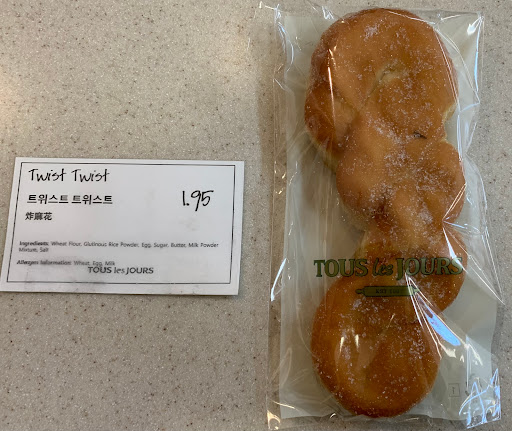 Twist Twist
트위스트 트위스트 1.95
炸麻花
Ingredients: Wheat Flour, Glutinous Rice Powder, Egg, Sugar, Butter, Milk Powder
Mixture, Salt
Allergen Information: Wheat, Egg, Milk
TOUS les JOURS
TOUS les JOURS